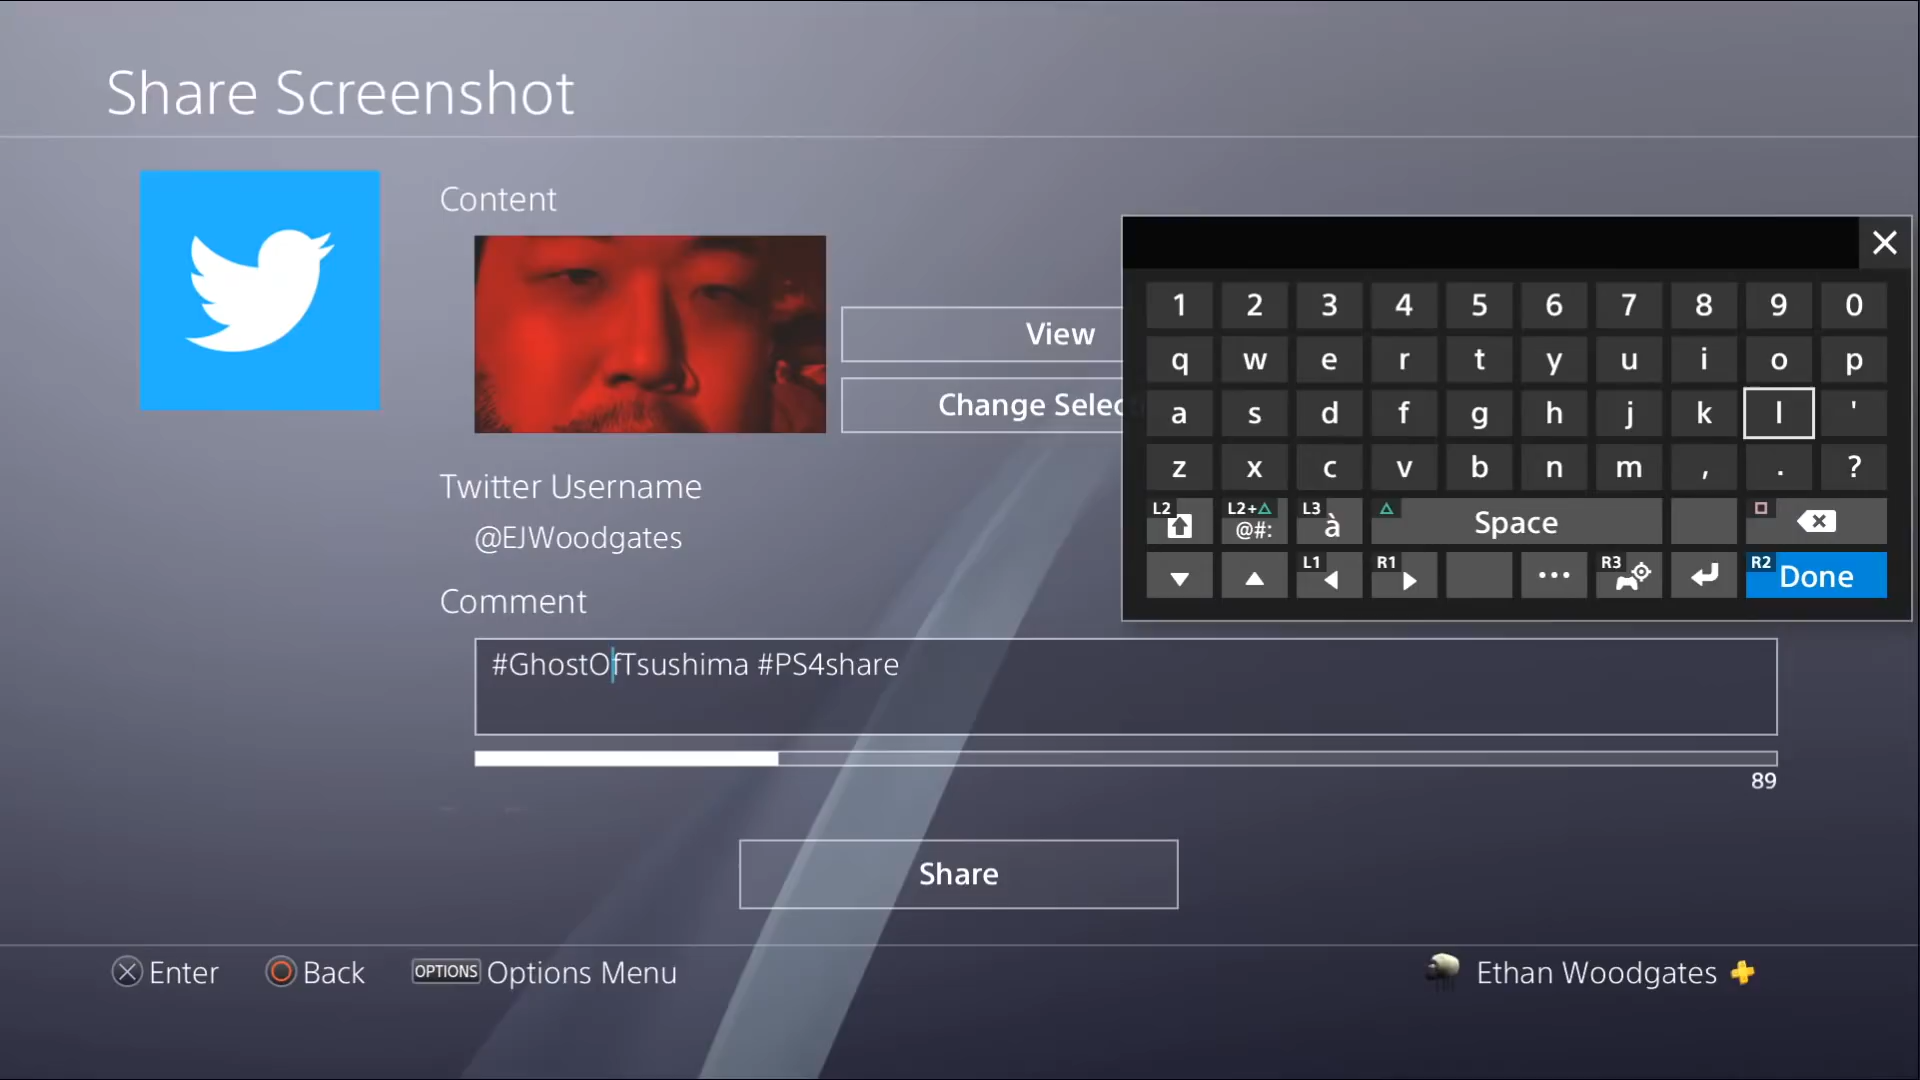 Share Screenshot
Content
View
Change Selec
Twitter Username
@EJWoodgates
Comment
#GhostOfTsushima #PS4share
89
Share
1 2 3 4 5 6 7 8 9 0
q w e r t y u i o p
a s d f g h j k l '
z x c v b n m , . ?
L2 L2+△ @#: L3 à △ Space
L1 R1 ... R3 R2 Done
Enter Back OPTIONS Options Menu
Ethan Woodgates